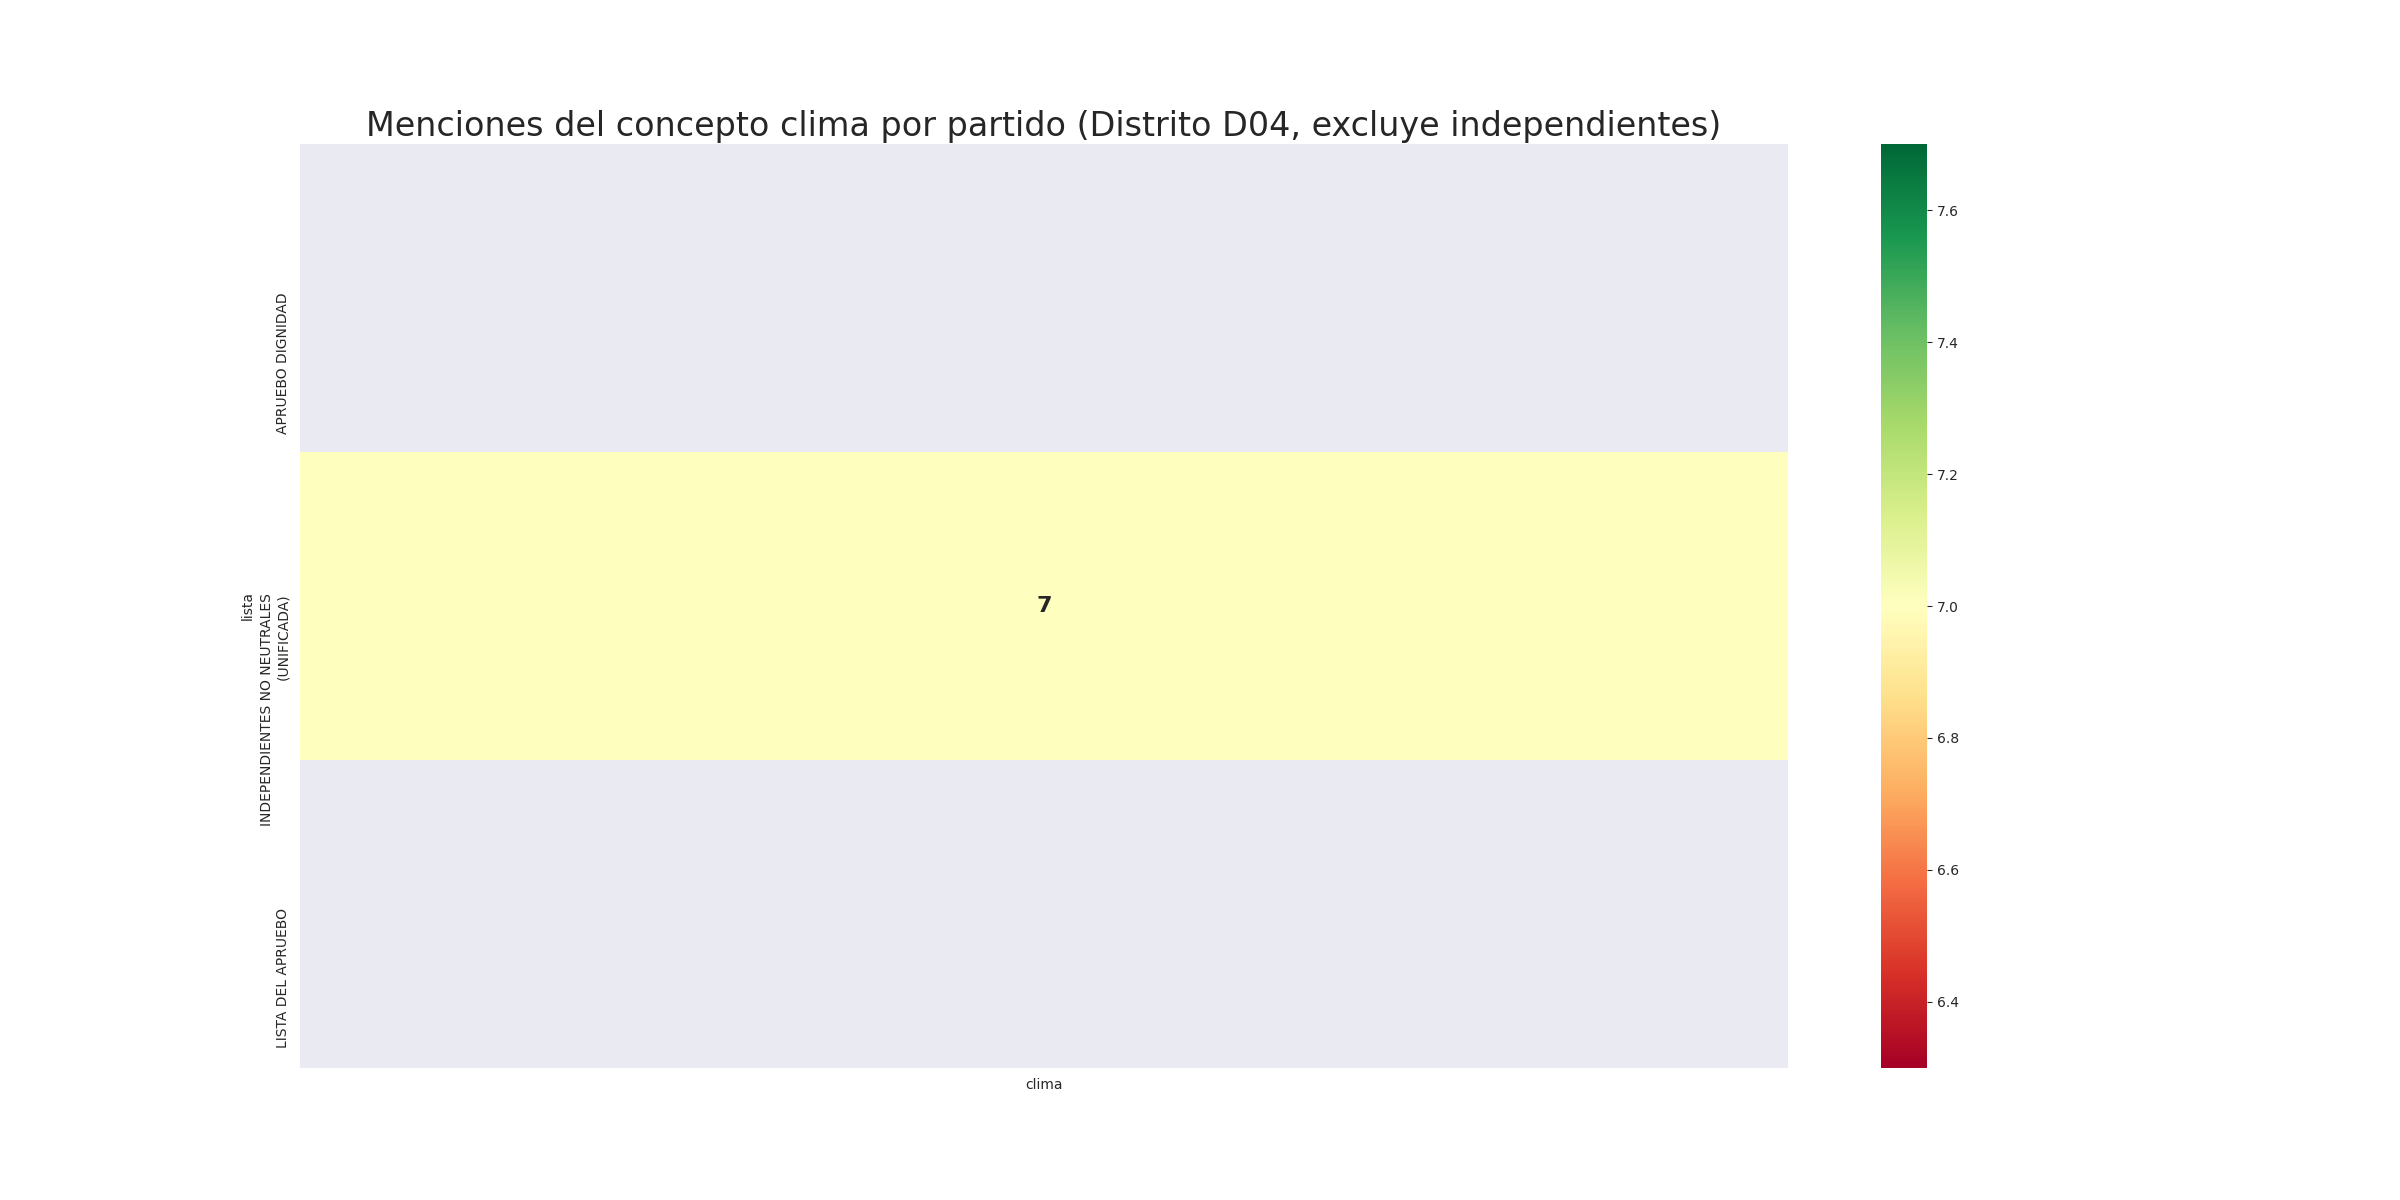 Menciones del concepto clima por partido (Distrito D04, excluye independientes)
lista
APRUEBO DIGNIDAD
INDEPENDIENTES NO NEUTRALES
(UNIFICADA)
LISTA DEL APRUEBO
7
clima
7.6
7.4
7.2
7.0
6.8
6.6
6.4